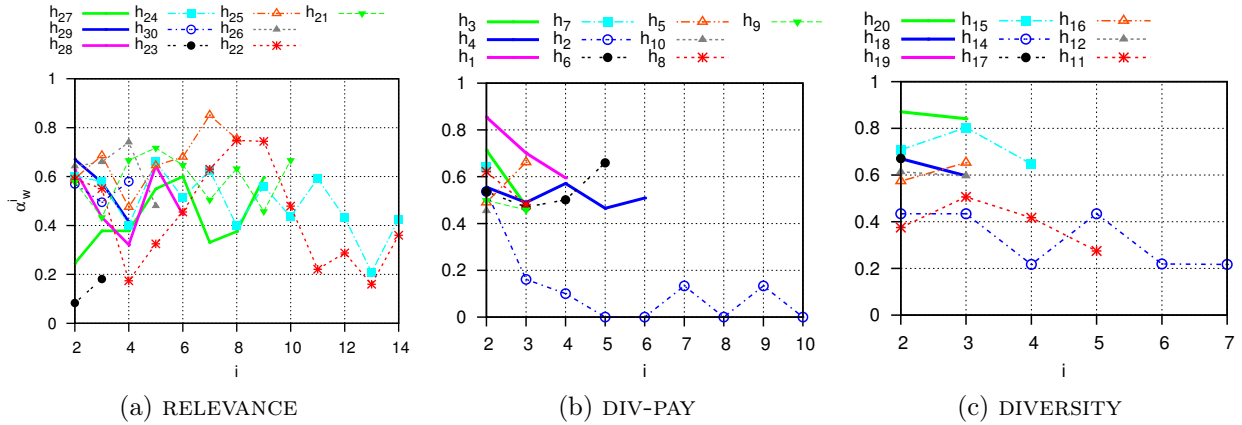 h27 h24 h25 h21
h29 h30 h26
h28 h23 h22
1
0.8
0.6
0.4
0.2
0
α_w^i
2 4 6 8 10 12 14
i
(a) RELEVANCE
h3 h7 h5 h9
h4 h2 h10
h1 h6 h8
1
0.8
0.6
0.4
0.2
0
2 3 4 5 6 7 8 9 10
i
(b) DIV-PAY
h20 h15 h16
h18 h14 h12
h19 h17 h11
1
0.8
0.6
0.4
0.2
0
2 3 4 5 6 7
i
(c) DIVERSITY